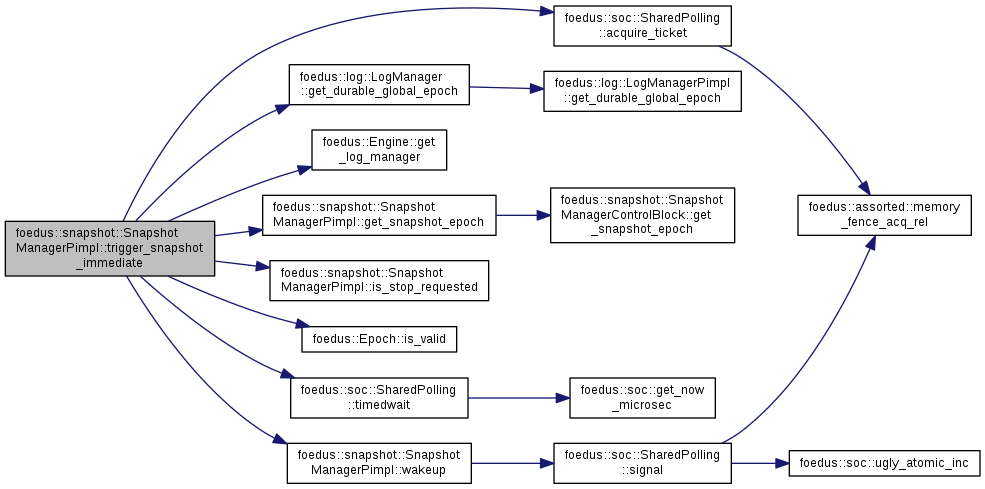 foedus::snapshot::Snapshot
ManagerPimpl::trigger_snapshot
_immediate
foedus::soc::SharedPolling
::acquire_ticket
foedus::log::LogManager
::get_durable_global_epoch
foedus::log::LogManagerPimpl
::get_durable_global_epoch
foedus::Engine::get
_log_manager
foedus::snapshot::Snapshot
ManagerPimpl::get_snapshot_epoch
foedus::snapshot::Snapshot
ManagerControlBlock::get
_snapshot_epoch
foedus::assorted::memory
_fence_acq_rel
foedus::snapshot::Snapshot
ManagerPimpl::is_stop_requested
foedus::Epoch::is_valid
foedus::soc::SharedPolling
::timedwait
foedus::soc::get_now
_microsec
foedus::snapshot::Snapshot
ManagerPimpl::wakeup
foedus::soc::SharedPolling
::signal
foedus::soc::ugly_atomic_inc